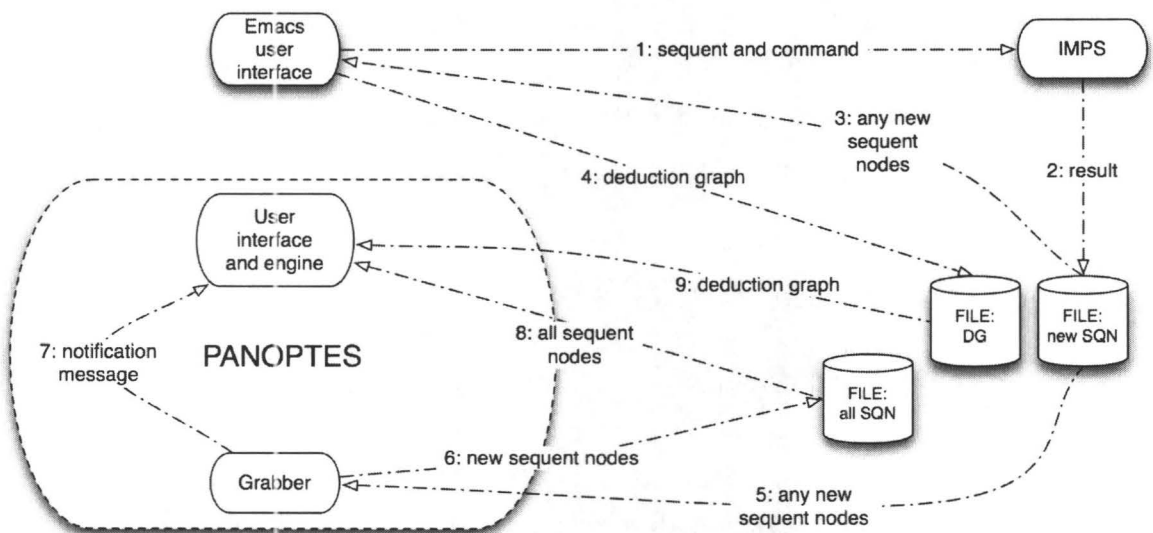 Emacs
user
interface
1: sequent and command
IMPS
3: any new
sequent
nodes
2: result
4: deduction graph
User
interface
and engine
9: deduction graph
FILE:
DG
FILE:
new SQN
8: all sequent
nodes
7: notification
message
PANOPTES
FILE:
all SQN
6: new sequent nodes
Grabber
5: any new
sequent nodes